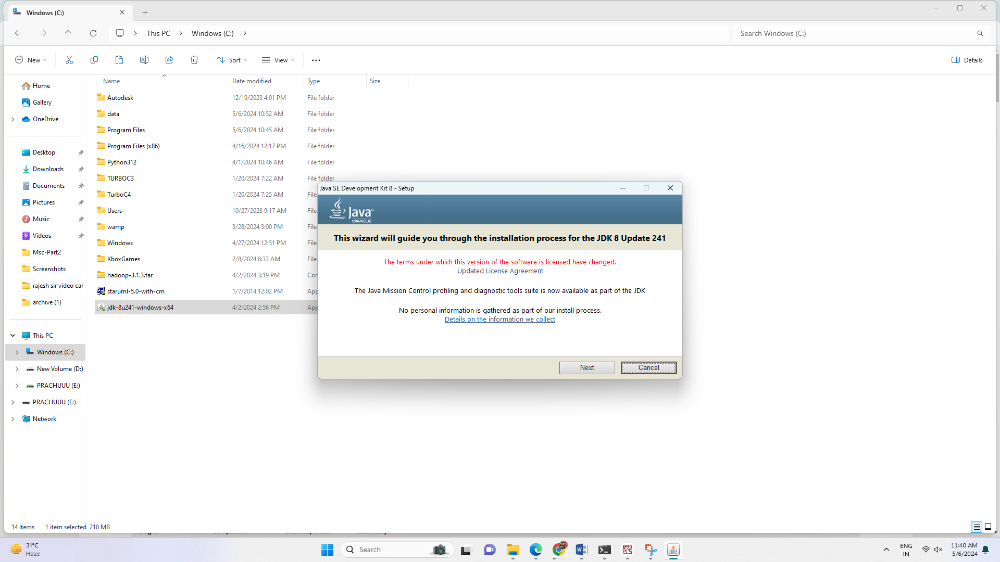 Windows (C:)
This PC
Windows (C:)
Search Windows (C:)
New
Sort
View
Details
Name
Date modified
Type
Size
Home
Gallery
OneDrive
Desktop
Downloads
Documents
Pictures
Music
Videos
Msc-Part2
Screenshots
rajesh sir video car
archive (1)
This PC
Windows (C:)
New Volume (D:)
PRACHUUU (E:)
PRACHUUU (E:)
Network
Autodesk 12/19/2023 4:01 PM File folder
data 5/6/2024 10:52 AM File folder
Program Files 5/6/2024 10:45 AM File folder
Program Files (x86) 4/16/2024 12:17 PM File folder
Python312 4/1/2024 10:46 AM File folder
TURBOC3 1/20/2024 7:22 AM File folder
TurboC4 1/20/2024 7:25 AM File
Users 10/27/2023 9:17 AM File
wamp 3/28/2024 3:00 PM File
Windows 4/27/2024 12:51 PM File
XboxGames 2/8/2024 8:33 AM File
hadoop-3.1.3.tar 4/2/2024 3:19 PM Cor
staruml-5.0-with-cm 1/7/2014 12:02 PM App
jdk-8u241-windows-x64 4/2/2024 2:56 PM App
Java SE Development Kit 8 - Setup
Java™
ORACLE
This wizard will guide you through the installation process for the JDK 8 Update 241
The terms under which this version of the software is licensed have changed.
Updated License Agreement
The Java Mission Control profiling and diagnostic tools suite is now available as part of the JDK
No personal information is gathered as part of our install process.
Details on the information we collect
Next
Cancel
14 items 1 item selected 210 MB
31°C
Haze
Search
ENG
IN
11:40 AM
5/6/2024